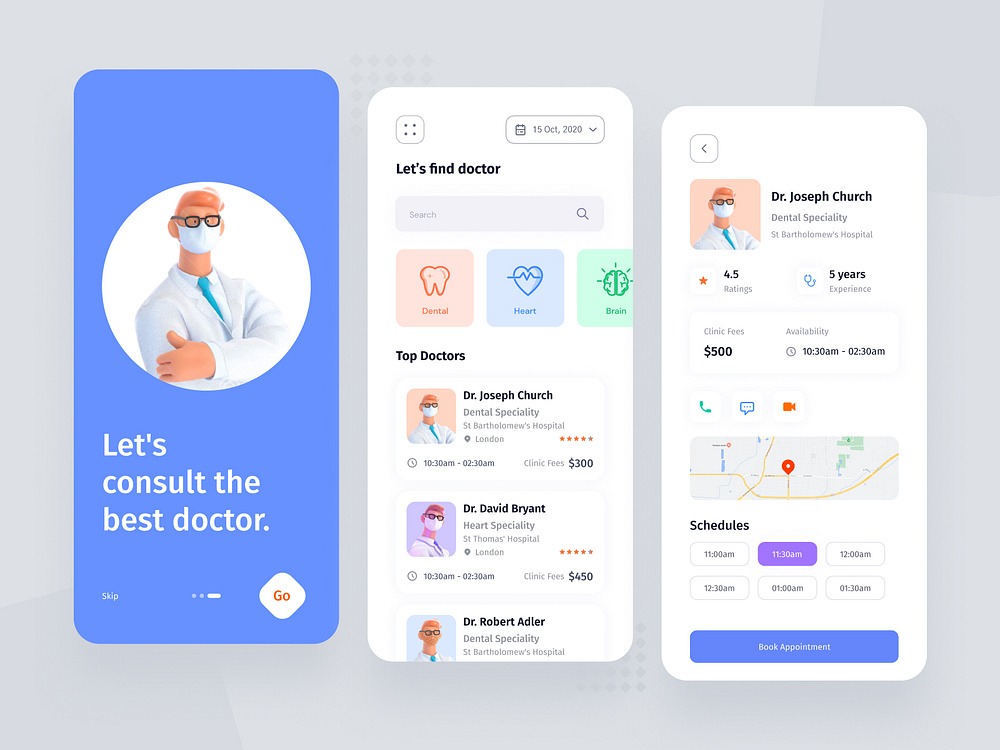 Let's
consult the
best doctor.
Skip
Go
15 Oct, 2020
Let's find doctor
Search
Dental
Heart
Brain
Top Doctors
Dr. Joseph Church
Dental Speciality
St Bartholomew's Hospital
London
10:30am - 02:30am
Clinic Fees $300
Dr. David Bryant
Heart Speciality
St Thomas' Hospital
London
10:30am - 02:30am
Clinic Fees $450
Dr. Robert Adler
Dental Speciality
St Bartholomew's Hospital
Dr. Joseph Church
Dental Speciality
St Bartholomew's Hospital
4.5
Ratings
5 years
Experience
Clinic Fees
$500
Availability
10:30am - 02:30am
Schedules
11:00am
11:30am
12:00am
12:30am
01:00am
01:30am
Book Appointment